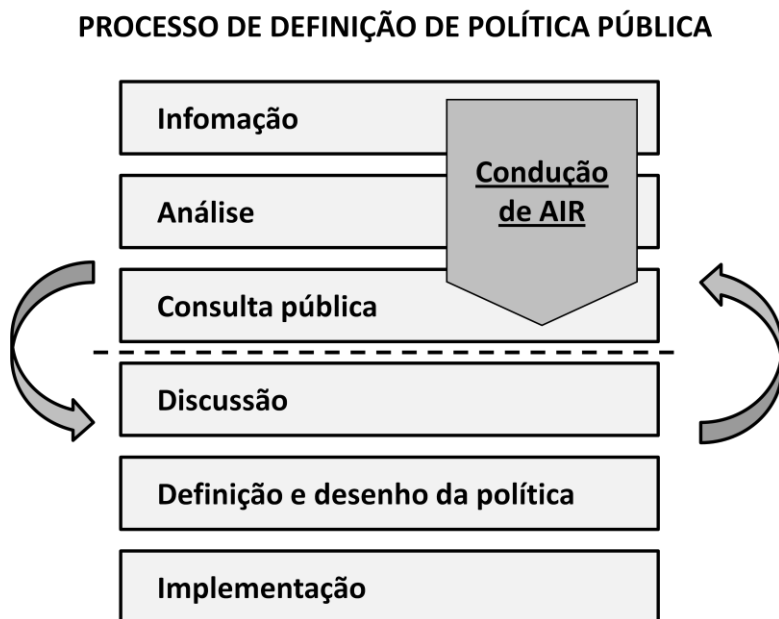 PROCESSO DE DEFINIÇÃO DE POLÍTICA PÚBLICA
Infomação
Condução
de AIR
Análise
Consulta pública
Discussão
Definição e desenho da política
Implementação